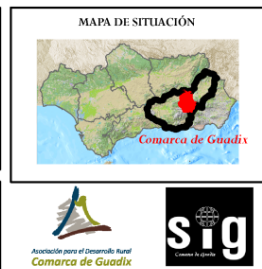 MAPA DE SITUACIÓN
Comarca de Guadix
Asociación para el Desarrollo Rural
Comarca de Guadix
sig